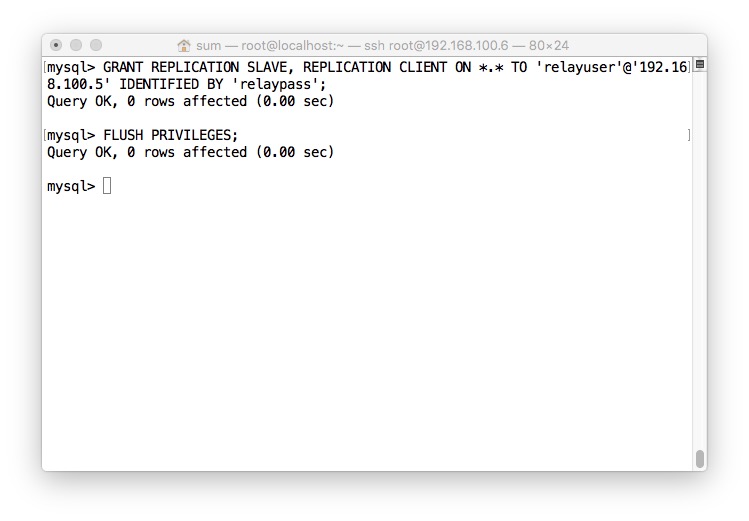 sum — root@localhost:~ — ssh root@192.168.100.6 — 80×24
[mysql> GRANT REPLICATION SLAVE, REPLICATION CLIENT ON *.* TO 'relayuser'@'192.16]
8.100.5' IDENTIFIED BY 'relaypass';
Query OK, 0 rows affected (0.00 sec)
[mysql> FLUSH PRIVILEGES; ]
Query OK, 0 rows affected (0.00 sec)
mysql>